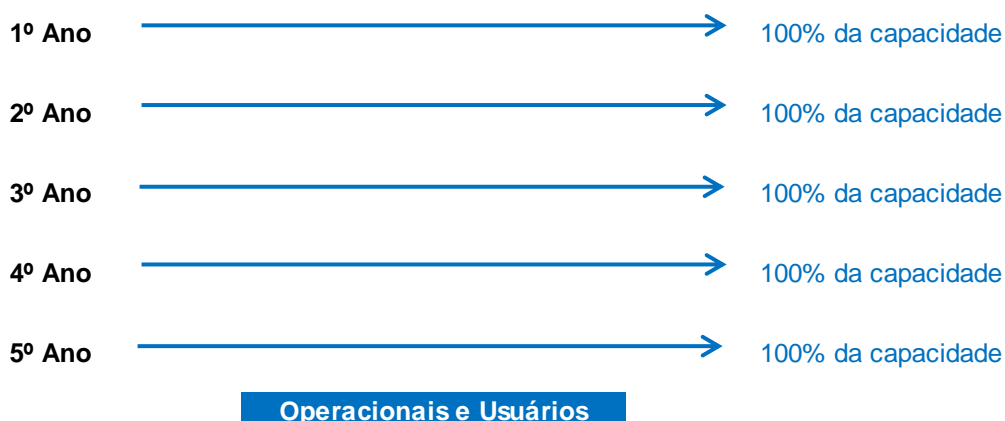 1º Ano 100% da capacidade
2º Ano 100% da capacidade
3º Ano 100% da capacidade
4º Ano 100% da capacidade
5º Ano 100% da capacidade
Operacionais e Usuários